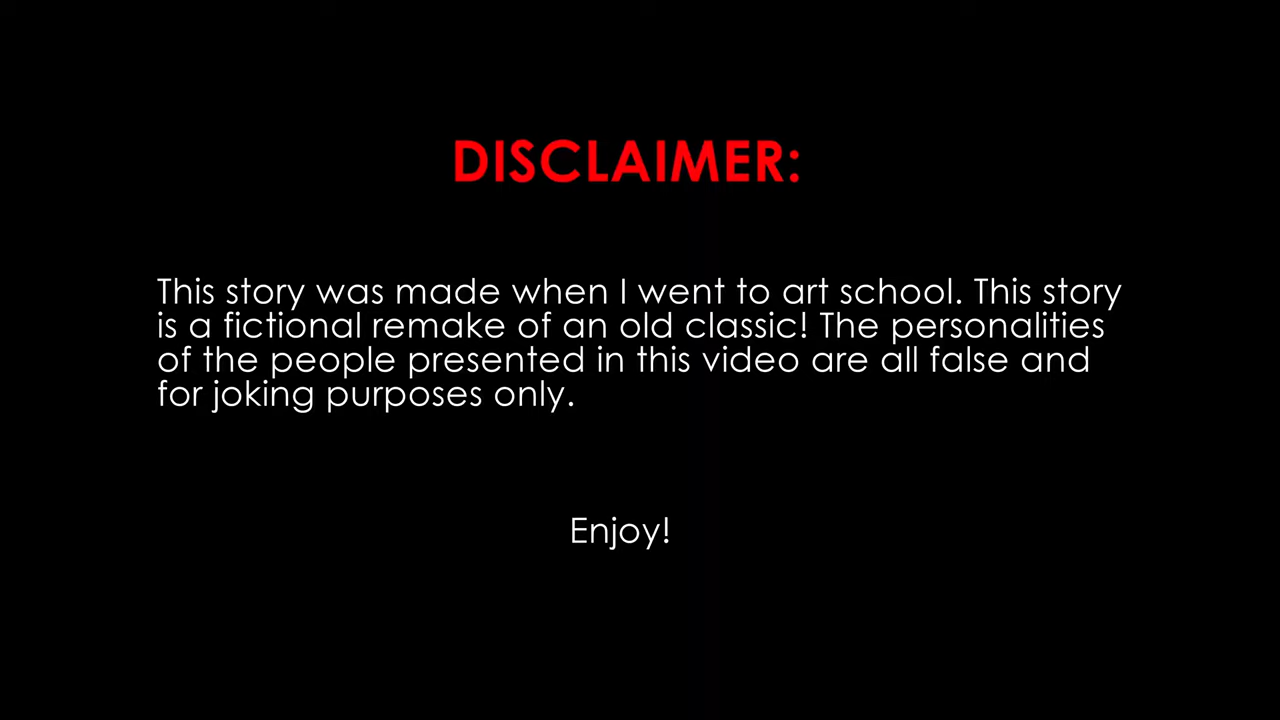 DISCLAIMER:
This story was made when I went to art school. This story
is a fictional remake of an old classic! The personalities
of the people presented in this video are all false and
for joking purposes only.
Enjoy!